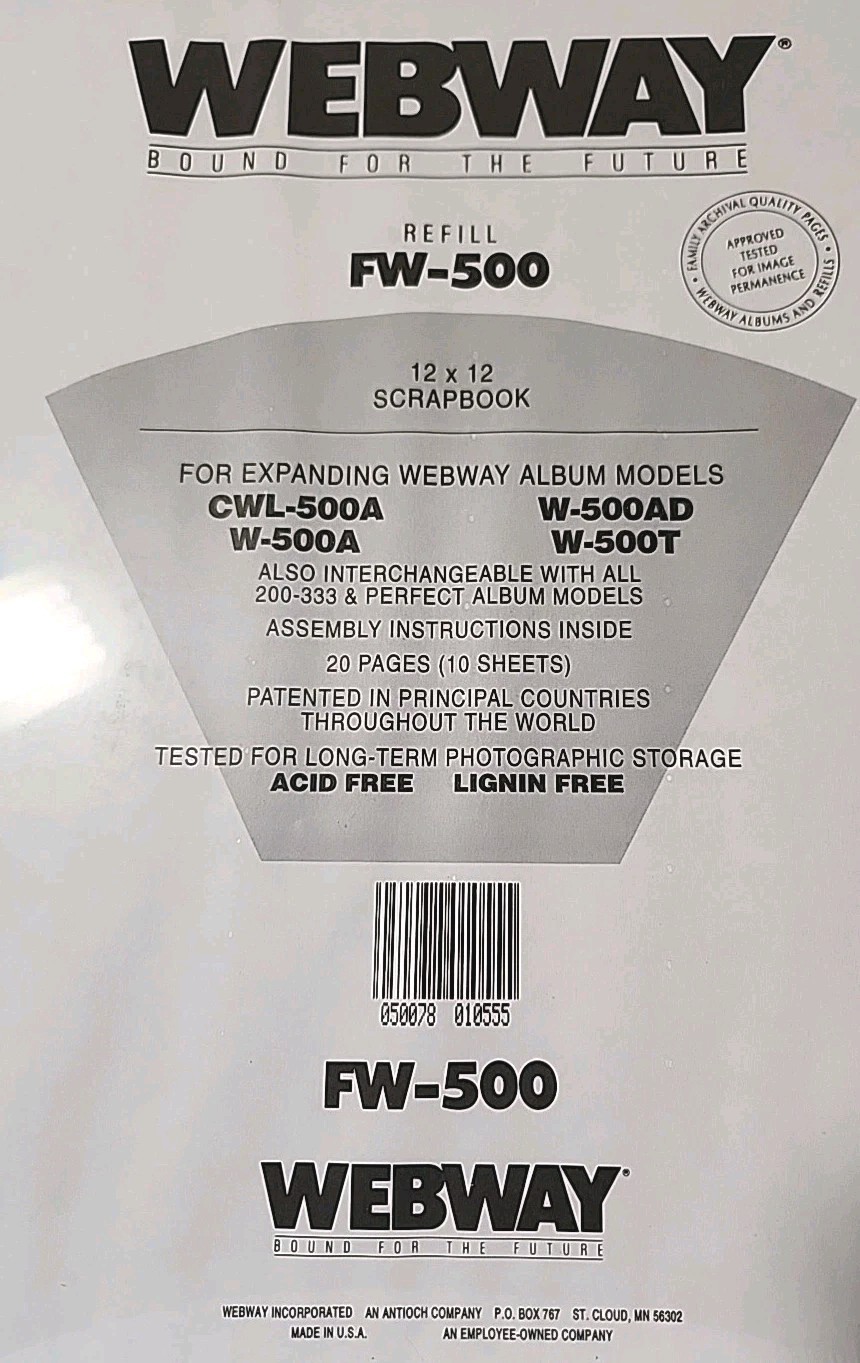 WEBWAY®
BOUND FOR THE FUTURE
REFILL
FW-500
• FAMILY ARCHIVAL QUALITY PAGES •
WEBWAY ALBUMS AND REFILLS
APPROVED
TESTED
FOR IMAGE
PERMANENCE
12 x 12
SCRAPBOOK
FOR EXPANDING WEBWAY ALBUM MODELS
CWL-500A W-500AD
W-500A W-500T
ALSO INTERCHANGEABLE WITH ALL
200-333 & PERFECT ALBUM MODELS
ASSEMBLY INSTRUCTIONS INSIDE
20 PAGES (10 SHEETS)
PATENTED IN PRINCIPAL COUNTRIES
THROUGHOUT THE WORLD
TESTED FOR LONG-TERM PHOTOGRAPHIC STORAGE
ACID FREE LIGNIN FREE
050078 010555
FW-500
WEBWAY®
BOUND FOR THE FUTURE
WEBWAY INCORPORATED AN ANTIOCH COMPANY P.O. BOX 767 ST. CLOUD, MN 56302
MADE IN U.S.A. AN EMPLOYEE-OWNED COMPANY